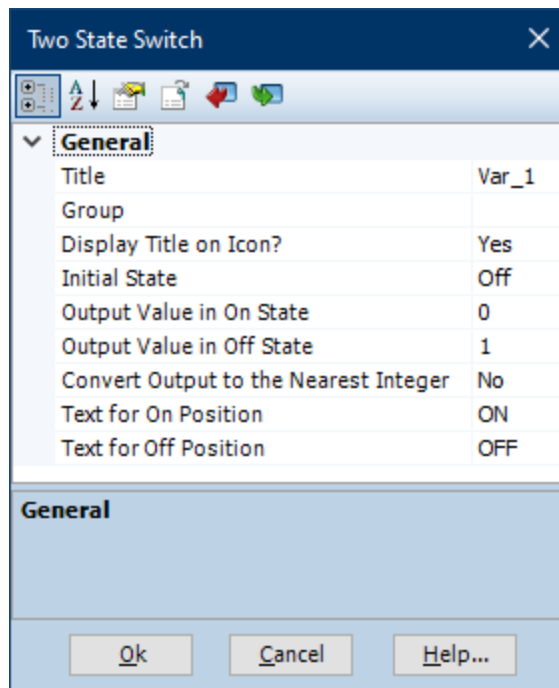 Two State Switch
General
Title Var_1
Group
Display Title on Icon? Yes
Initial State Off
Output Value in On State 0
Output Value in Off State 1
Convert Output to the Nearest Integer No
Text for On Position ON
Text for Off Position OFF
General
Ok Cancel Help...